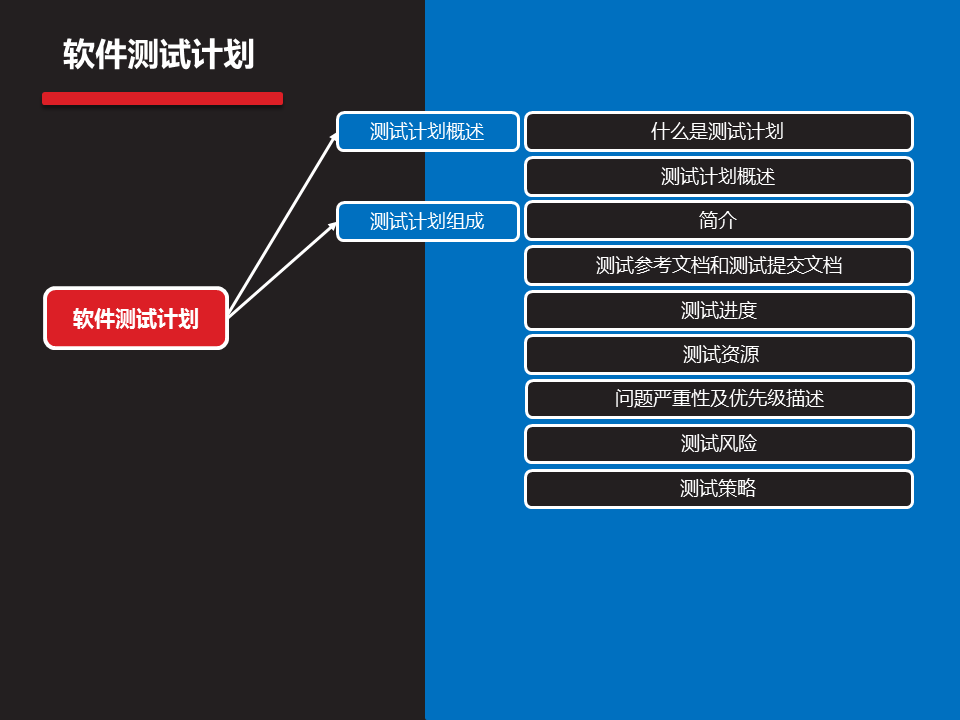 软件测试计划
测试计划概述
什么是测试计划
测试计划概述
测试计划组成
简介
测试参考文档和测试提交文档
软件测试计划
测试进度
测试资源
问题严重性及优先级描述
测试风险
测试策略